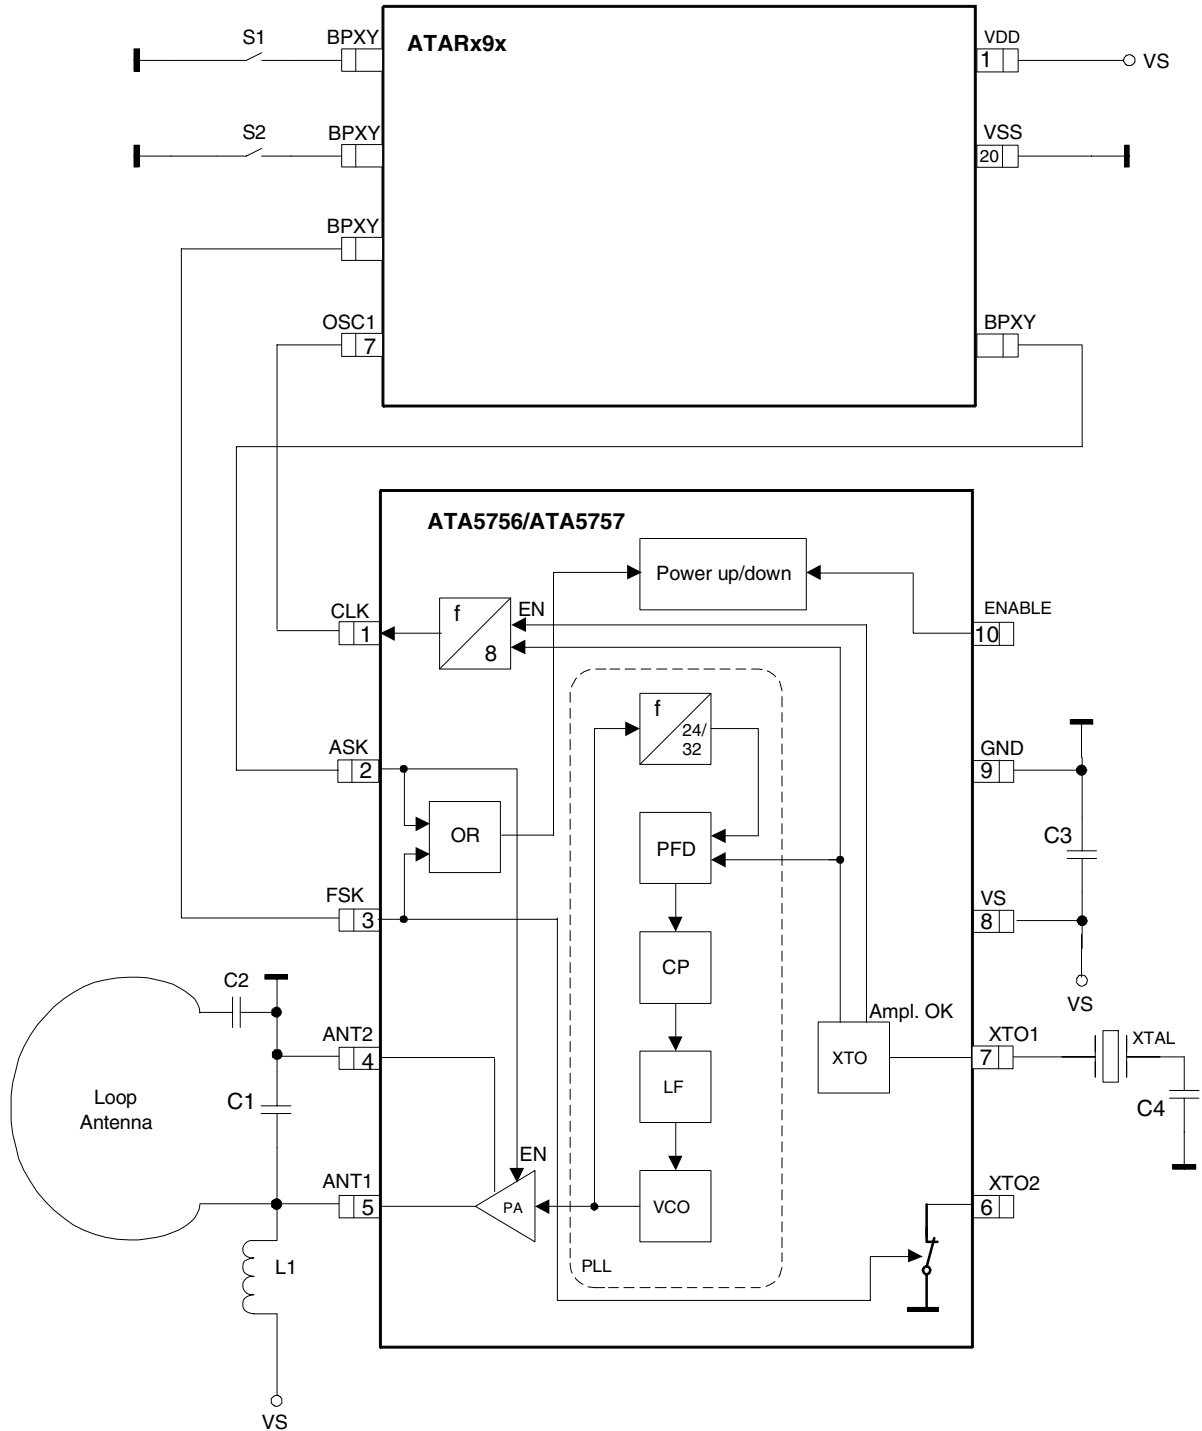 S1
BPXY
ATARx9x
VDD
1
VS
S2
BPXY
VSS
20
BPXY
OSC1
7
BPXY
ATA5756/ATA5757
Power up/down
CLK
1
f
8
EN
ENABLE
10
f
24/
32
ASK
2
GND
9
OR
PFD
C3
FSK
3
VS
8
CP
C2
VS
Ampl. OK
ANT2
4
XTO
XTO1
7
XTAL
Loop
Antenna
C1
LF
C4
EN
ANT1
5
PA
VCO
XTO2
6
L1
PLL
VS